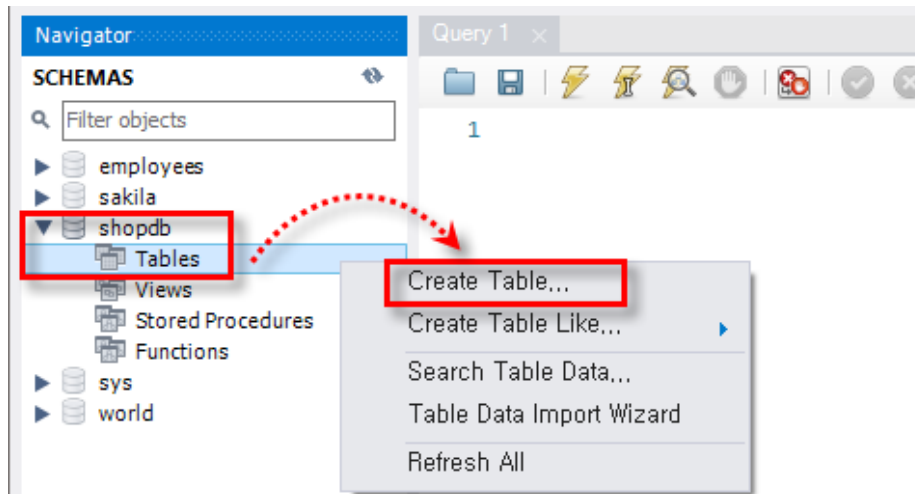 Navigator
Query 1
SCHEMAS
Filter objects
1
employees
sakila
shopdb
Tables
Views
Stored Procedures
Functions
sys
world
Create Table...
Create Table Like...
Search Table Data...
Table Data Import Wizard
Refresh All